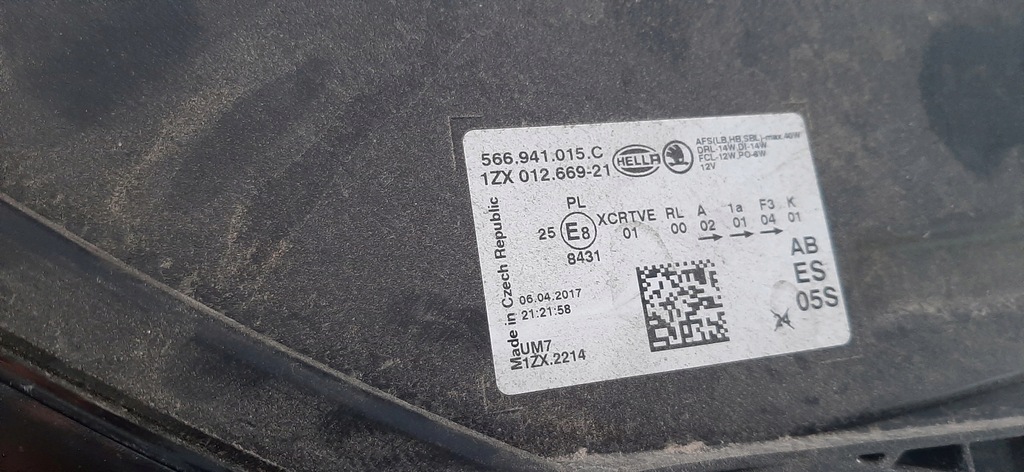 566.941.015.C
1ZX 012.669-21
HELLA
AFS(LB,HB,SBL)-max.40W
DRL-14W,DI-14W
FCL-12W,PO-6W
12V
Made in Czech Republic
PL
25 E8 XCRTVE RL A 1a F3 K
8431 01 00 02 01 04 01
AB
ES
05S
06.04.2017
21:21:58
UM7
1ZX.2214